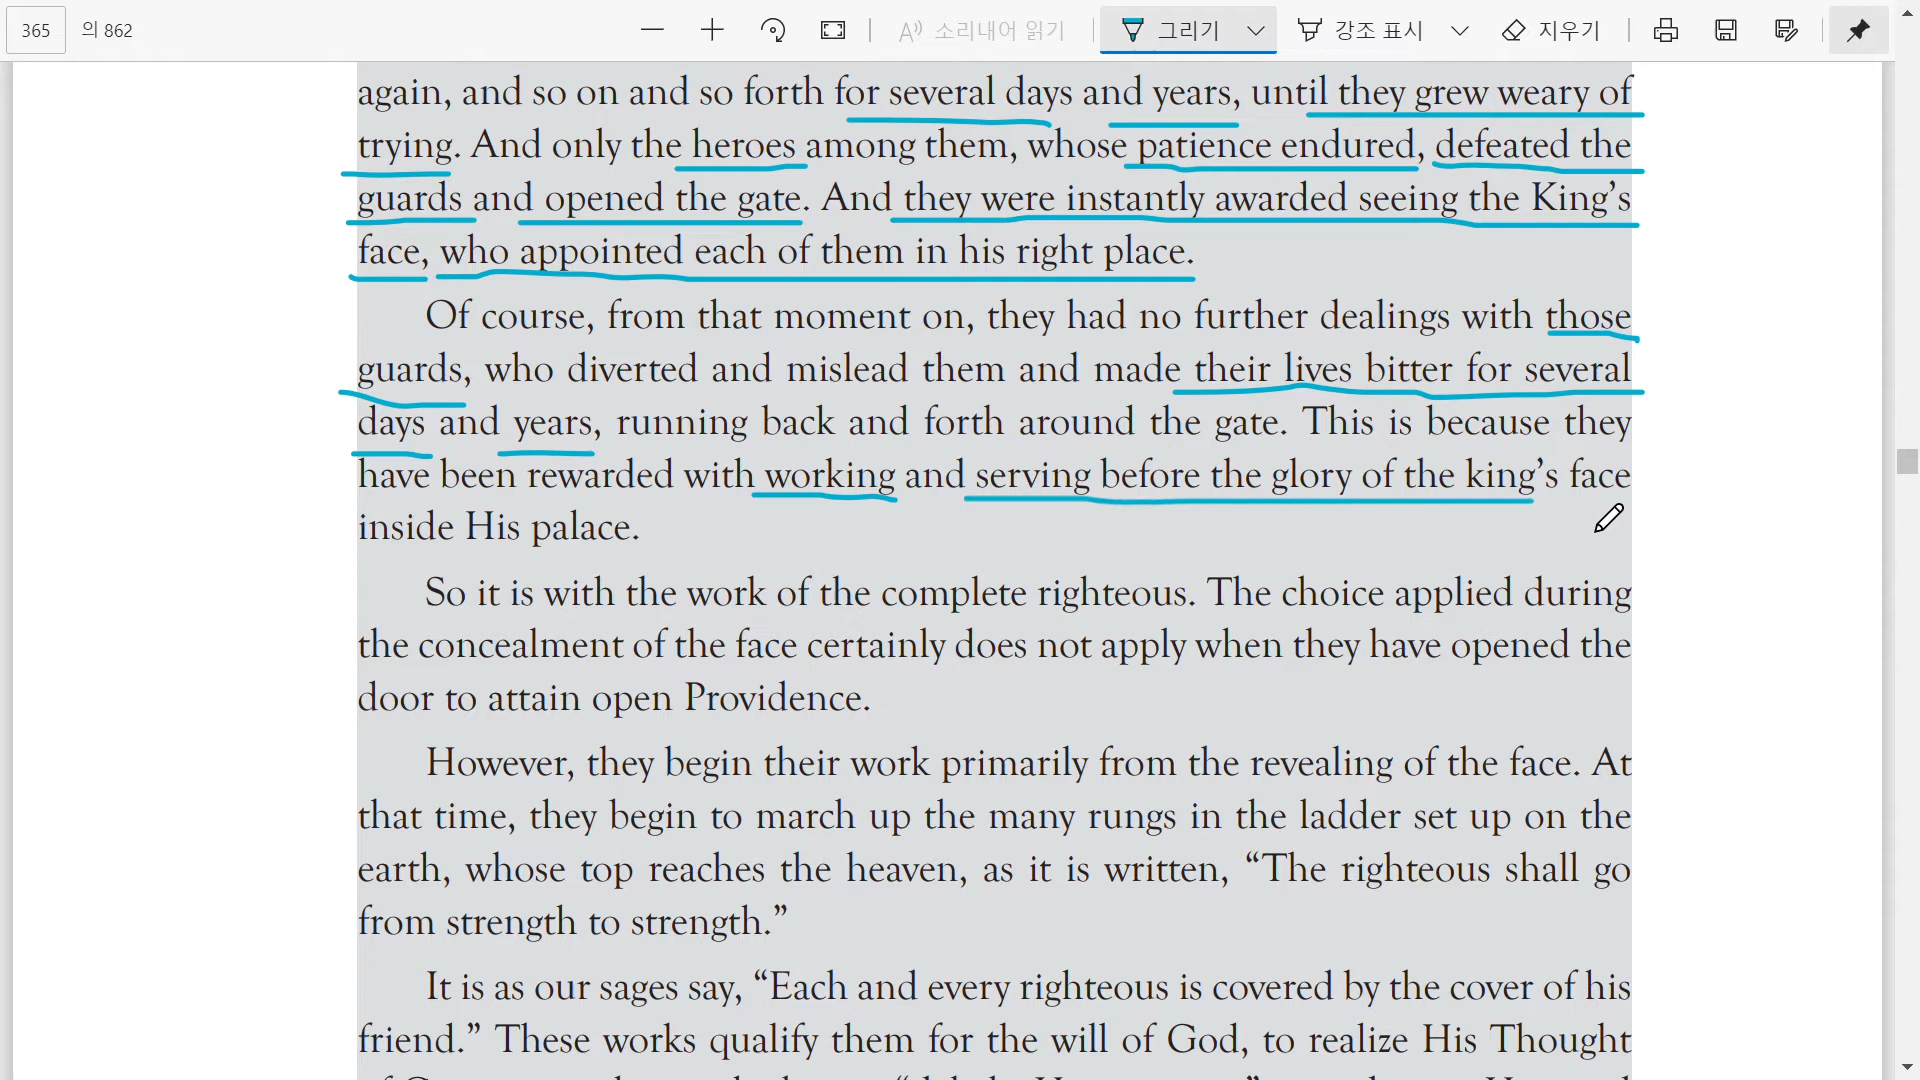 365 의 862 소리내어 읽기 그리기 강조 표시 지우기
again, and so on and so forth for several days and years, until they grew weary of
trying. And only the heroes among them, whose patience endured, defeated the
guards and opened the gate. And they were instantly awarded seeing the King’s
face, who appointed each of them in his right place.
Of course, from that moment on, they had no further dealings with those
guards, who diverted and mislead them and made their lives bitter for several
days and years, running back and forth around the gate. This is because they
have been rewarded with working and serving before the glory of the king’s face
inside His palace.
So it is with the work of the complete righteous. The choice applied during
the concealment of the face certainly does not apply when they have opened the
door to attain open Providence.
However, they begin their work primarily from the revealing of the face. At
that time, they begin to march up the many rungs in the ladder set up on the
earth, whose top reaches the heaven, as it is written, “The righteous shall go
from strength to strength.”
It is as our sages say, “Each and every righteous is covered by the cover of his
friend.” These works qualify them for the will of God, to realize His Thought